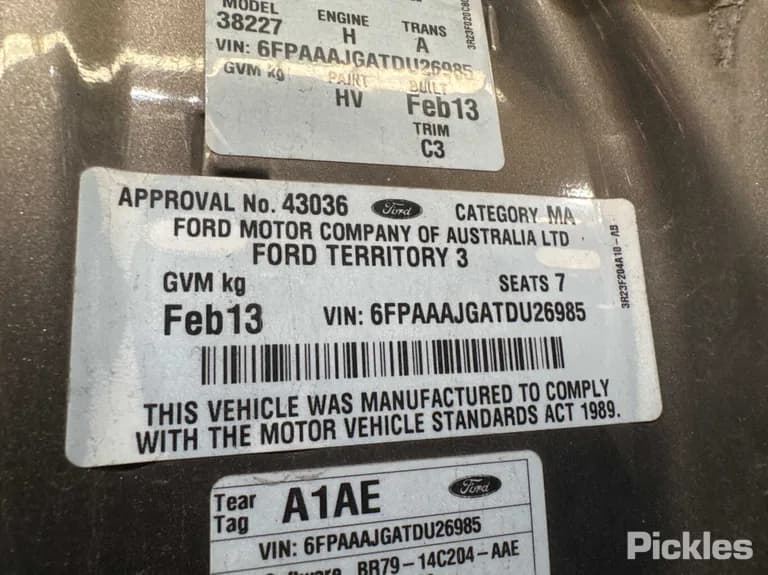 MODEL ENGINE TRANS
38227 H A
VIN: 6FPAAAJGATDU26985
GVM kg PAINT BUILT
HV Feb13
TRIM
C3
APPROVAL No. 43036 Ford CATEGORY MA
FORD MOTOR COMPANY OF AUSTRALIA LTD
FORD TERRITORY 3
GVM kg SEATS 7
Feb13 VIN: 6FPAAAJGATDU26985
3R23F204A10-AB
THIS VEHICLE WAS MANUFACTURED TO COMPLY
WITH THE MOTOR VEHICLE STANDARDS ACT 1989.
Tear Tag A1AE Ford
VIN: 6FPAAAJGATDU26985
Software BR79-14C204-AAE
Pickles